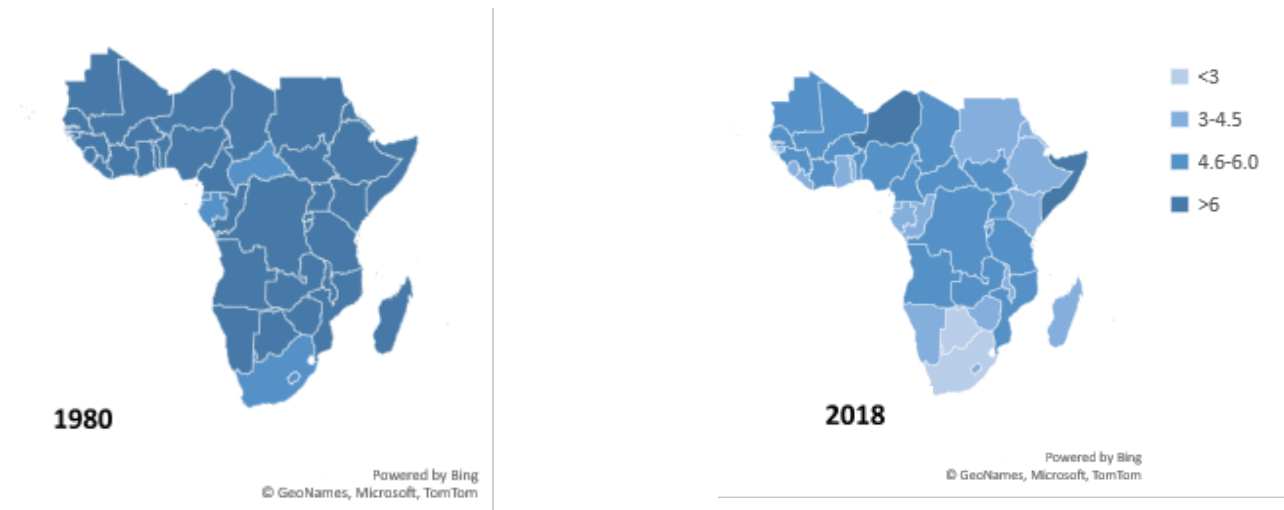 1980
Powered by Bing
© GeoNames, Microsoft, TomTom
<3
3-4.5
4.6-6.0
>6
2018
Powered by Bing
© GeoNames, Microsoft, TomTom